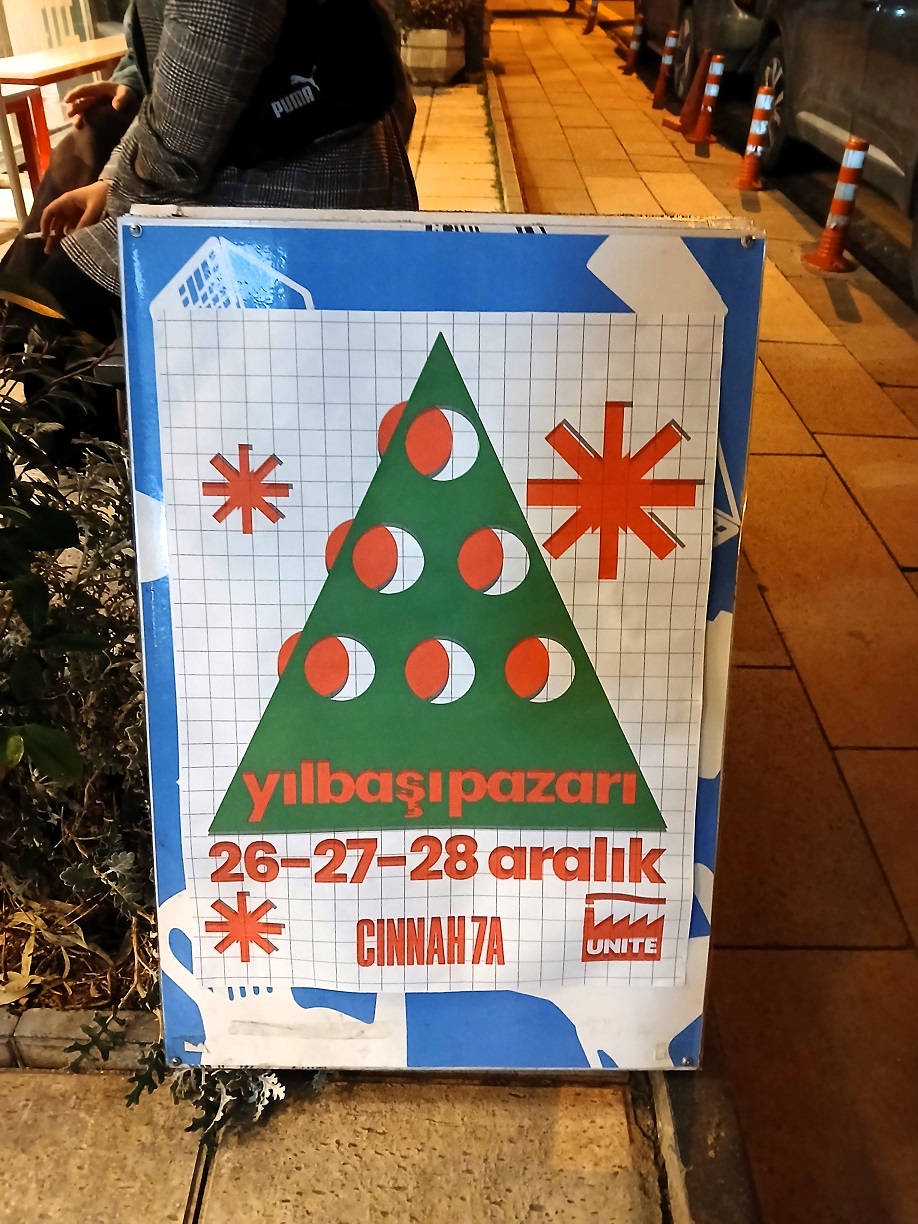 PUMA
yılbaşı pazarı
26-27-28 aralık
CINNAH 7A
UNITE